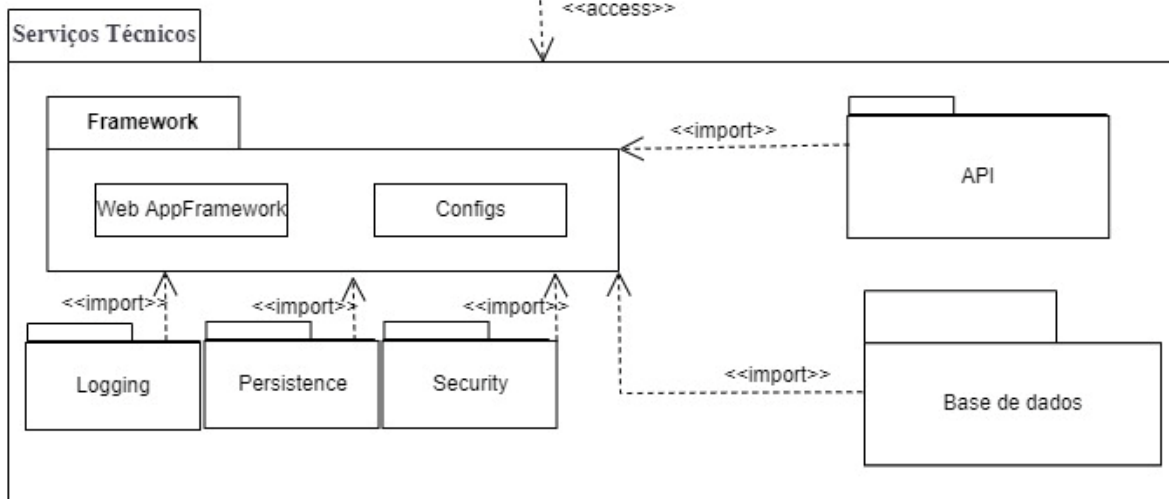 <<access>>
Serviços Técnicos
Framework
<<import>>
API
Web AppFramework
Configs
<<import>>
<<import>>
<<import>>
Logging
Persistence
Security
<<import>>
Base de dados